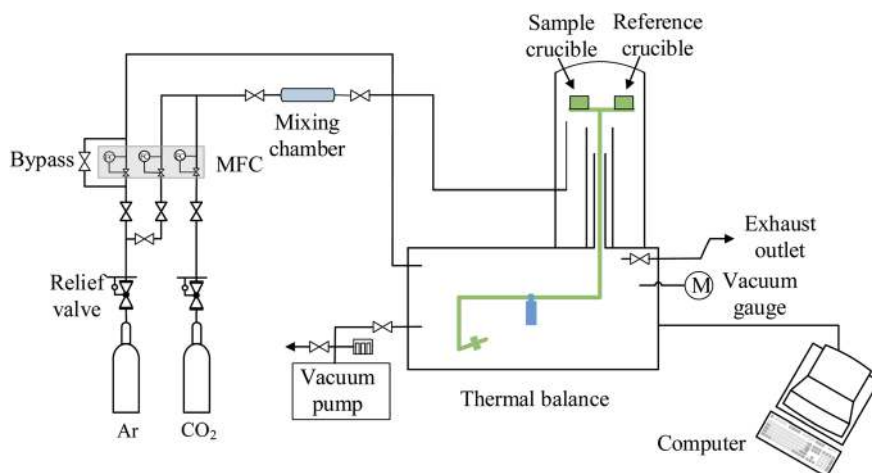 Sample
crucible
Reference
crucible
Mixing
chamber
Bypass
MFC
Exhaust
outlet
Relief
valve
M
Vacuum
gauge
Vacuum
pump
Thermal balance
Ar
CO₂
Computer